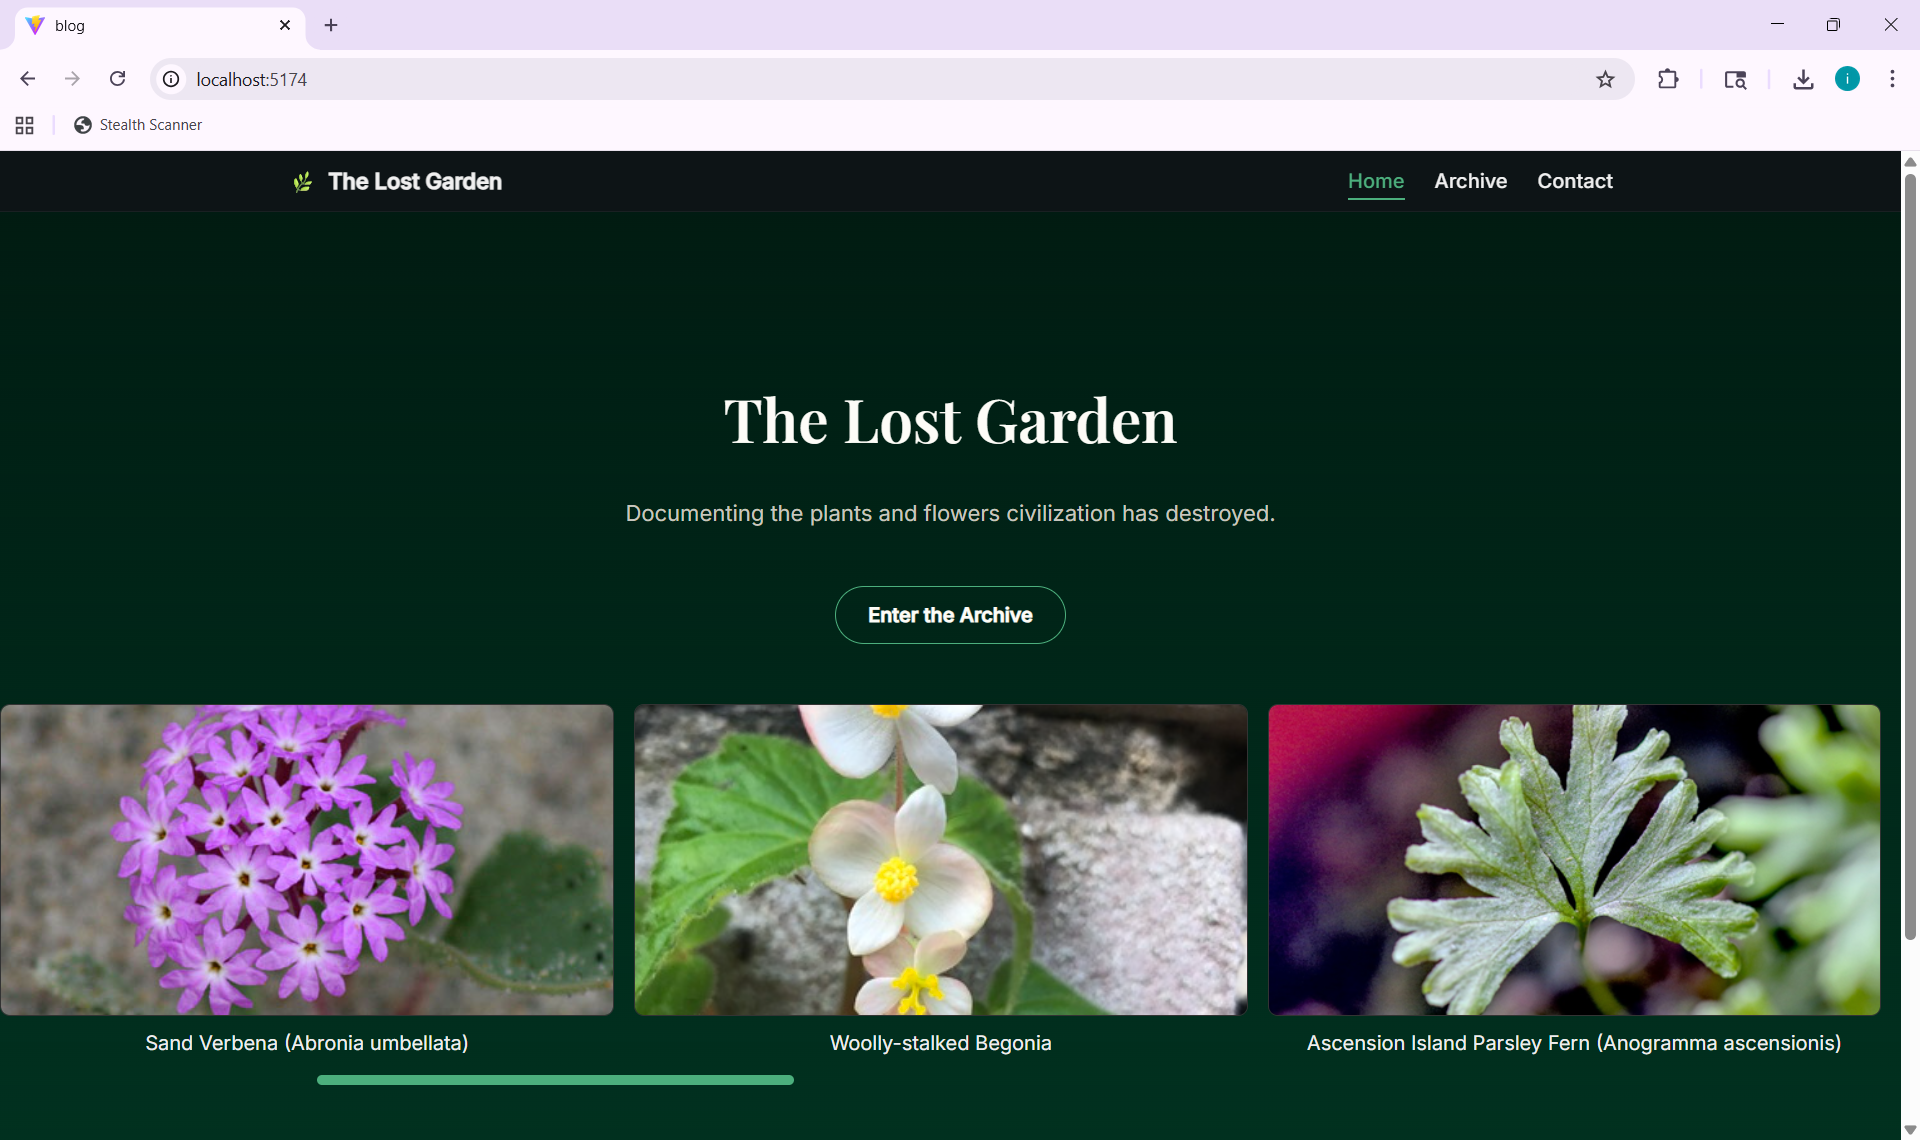 blog
localhost:5174
i
Stealth Scanner
The Lost Garden
Home Archive Contact
The Lost Garden
Documenting the plants and flowers civilization has destroyed.
Enter the Archive
Sand Verbena (Abronia umbellata)
Woolly-stalked Begonia
Ascension Island Parsley Fern (Anogramma ascensionis)